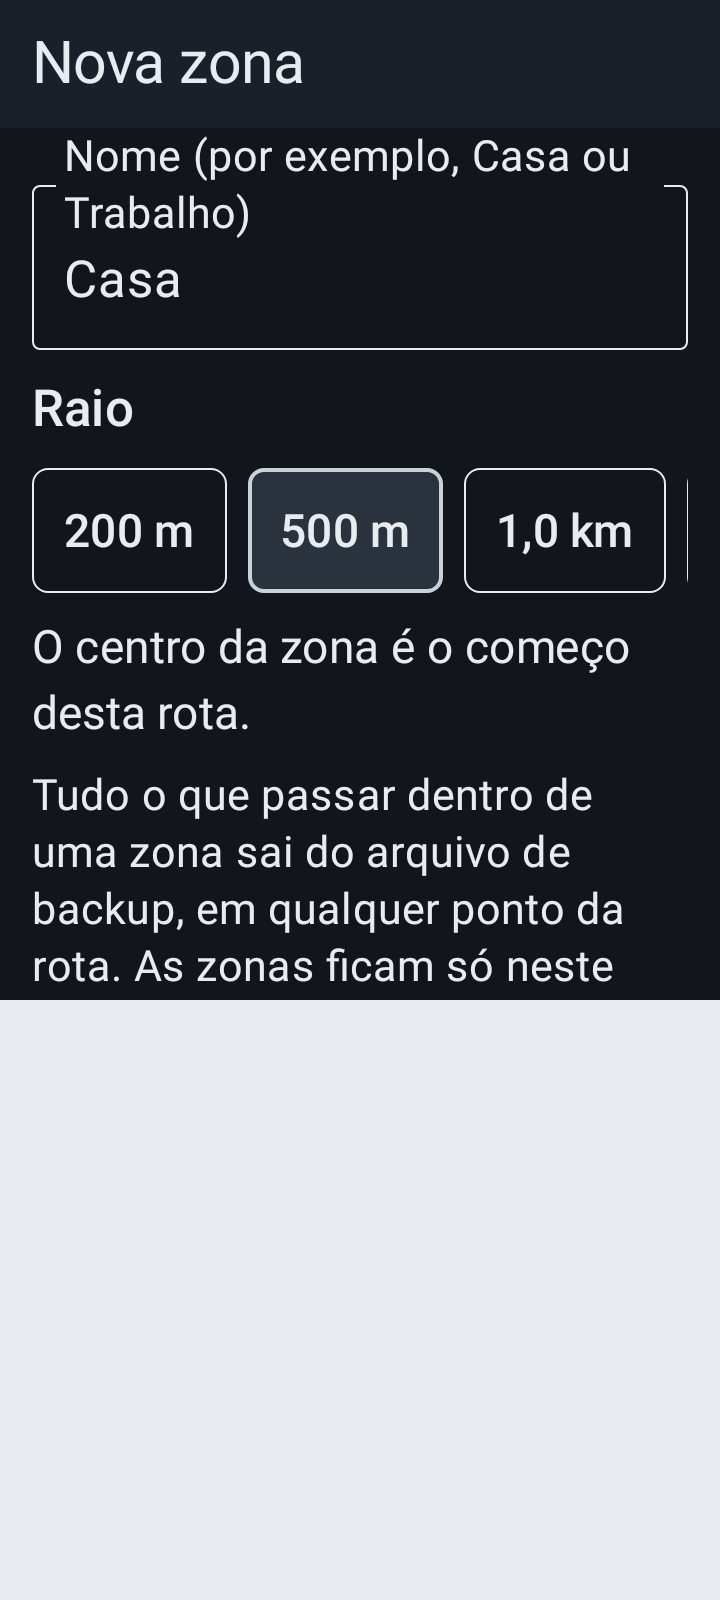 Nova zona
Nome (por exemplo, Casa ou
Trabalho)
Casa
Raio
200 m
500 m
1,0 km
O centro da zona é o começo
desta rota.
Tudo o que passar dentro de
uma zona sai do arquivo de
backup, em qualquer ponto da
rota. As zonas ficam só neste